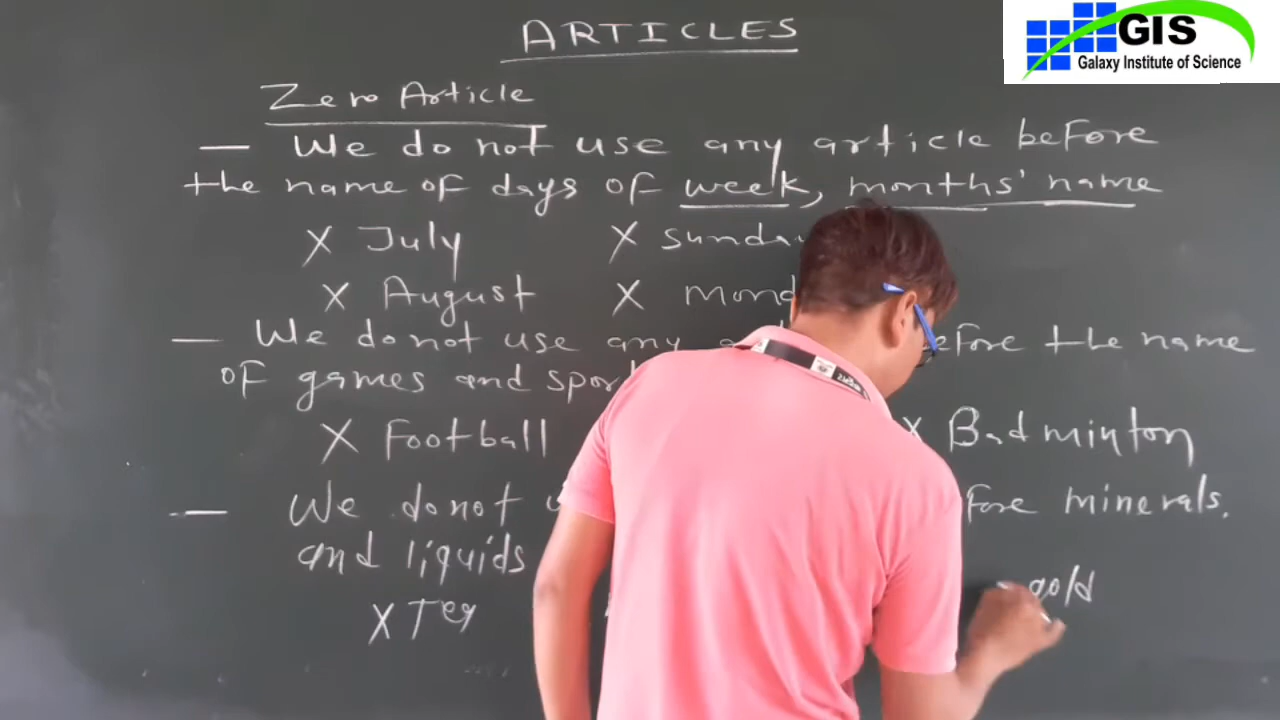 ARTICLES
GIS
Galaxy Institute of Science
Zero Article
— We do not use any article before
the name of days of week, months' name
X July X sunda
X August X mond
— We do not use any before the name
of games and spor
X Football X Badminton
— We do not fore minerals.
and liquids
X Tea gold